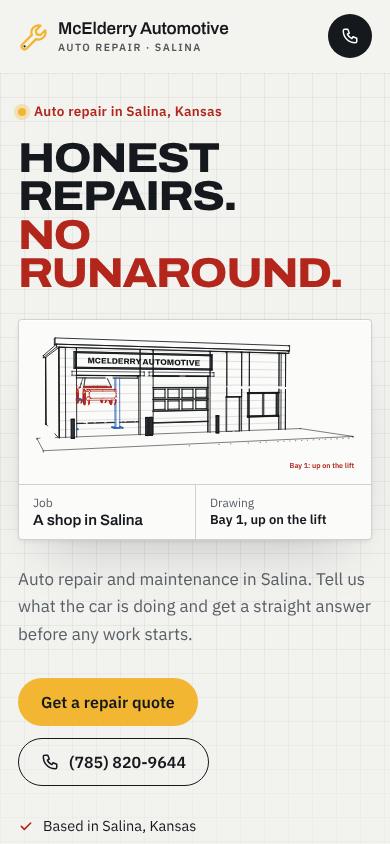 McElderry Automotive
AUTO REPAIR · SALINA
Auto repair in Salina, Kansas
HONEST
REPAIRS.
NO
RUNAROUND.
MCELDERRY AUTOMOTIVE
Bay 1: up on the lift
Job
A shop in Salina
Drawing
Bay 1, up on the lift
Auto repair and maintenance in Salina. Tell us
what the car is doing and get a straight answer
before any work starts.
Get a repair quote
(785) 820-9644
Based in Salina, Kansas